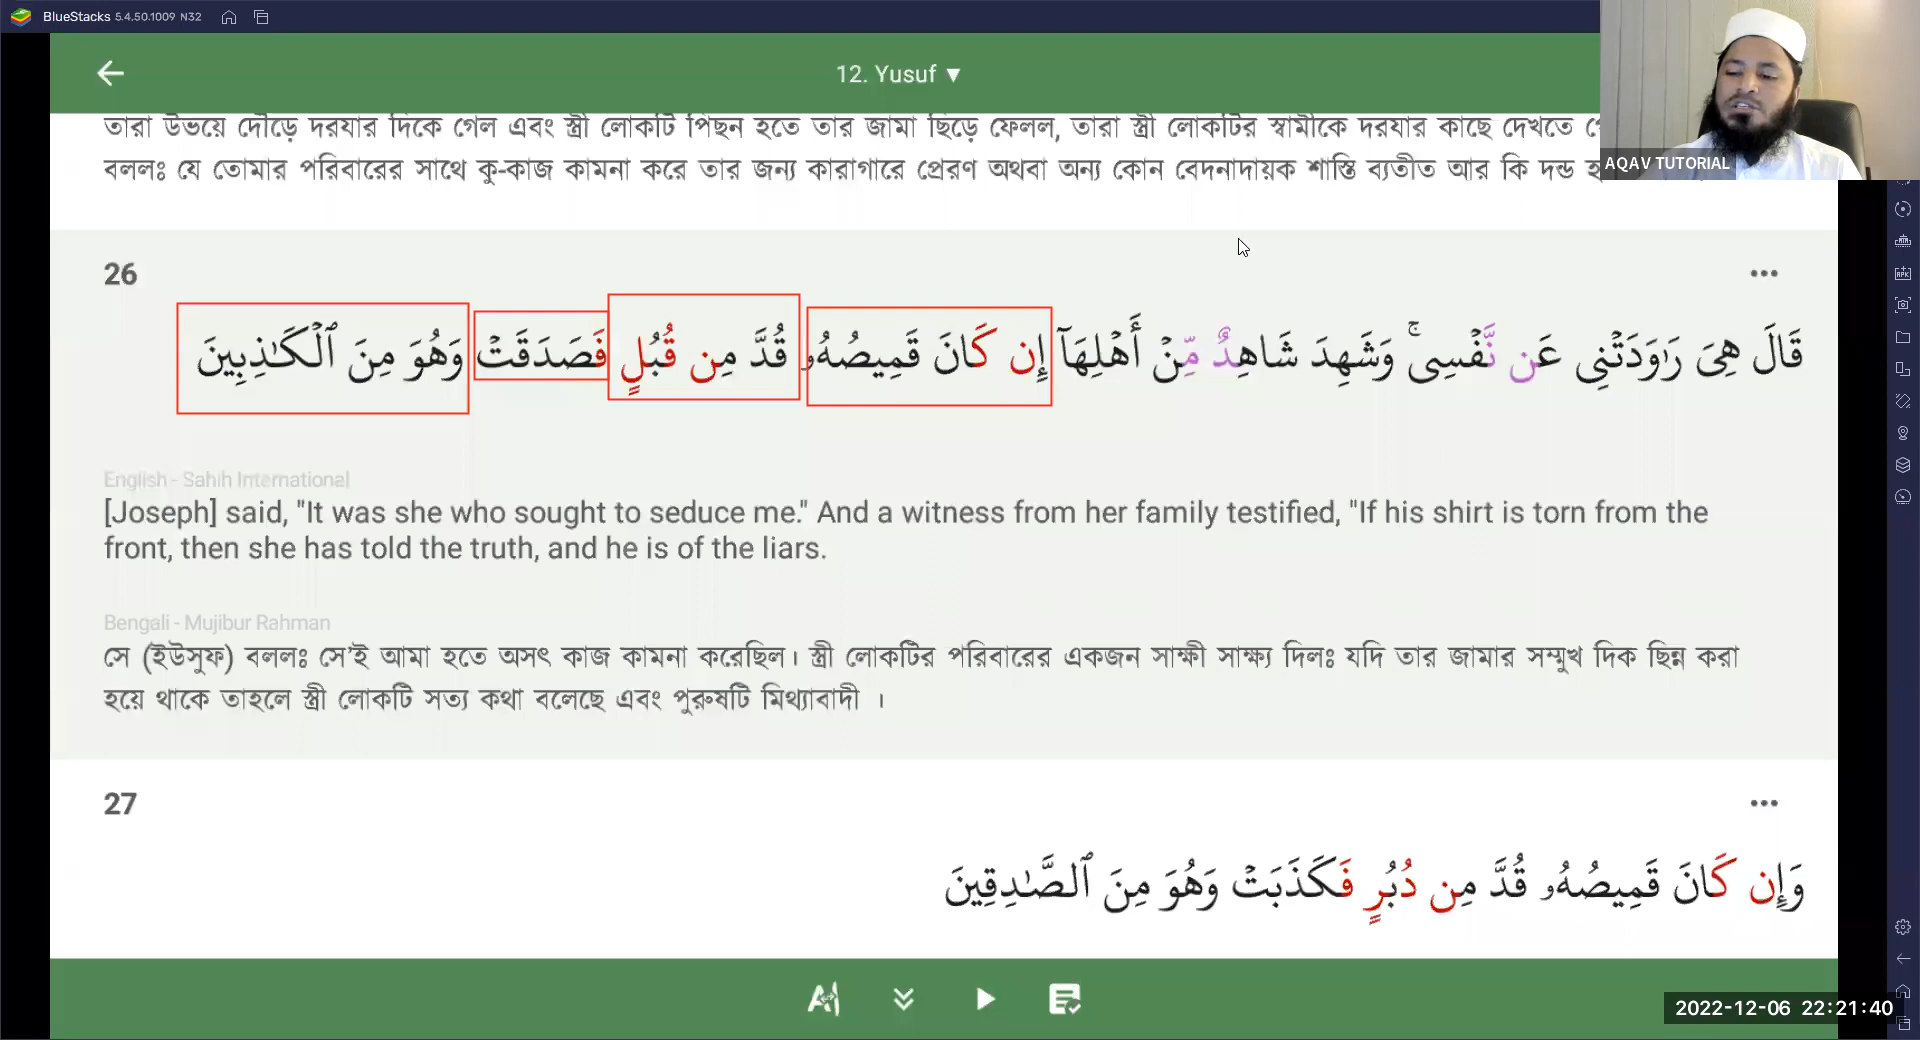 BlueStacks 5.4.50.1009 N32
12. Yusuf ▼
তারা উভয়ে দৌড়ে দরযার দিকে গেল এবং স্ত্রী লোকটি পিছন হতে তার জামা ছিড়ে ফেলল, তারা স্ত্রী লোকটির স্বামীকে দরযার কাছে দেখতে
বললঃ যে তোমার পরিবারের সাথে কু-কাজ কামনা করে তার জন্য কারাগারে প্রেরণ অথবা অন্য কোন বেদনাদায়ক শাস্তি ব্যতীত আর কি দন্ড
AQAV TUTORIAL
26
قَالَ هِىَ رَٰوَدَتْنِى عَن نَّفْسِى ۚ وَشَهِدَ شَاهِدٌ مِّنْ أَهْلِهَآ إِن كَانَ قَمِيصُهُۥ قُدَّ مِن قُبُلٍ فَصَدَقَتْ وَهُوَ مِنَ ٱلْكَـٰذِبِينَ
English - Sahih International
[Joseph] said, "It was she who sought to seduce me." And a witness from her family testified, "If his shirt is torn from the
front, then she has told the truth, and he is of the liars.
Bengali - Mujibur Rahman
সে (ইউসুফ) বললঃ সে'ই আমা হতে অসৎ কাজ কামনা করেছিল। স্ত্রী লোকটির পরিবারের একজন সাক্ষী সাক্ষ্য দিলঃ যদি তার জামার সম্মুখ দিক ছিন্ন করা
হয়ে থাকে তাহলে স্ত্রী লোকটি সত্য কথা বলেছে এবং পুরুষটি মিথ্যাবাদী ।
27
وَإِن كَانَ قَمِيصُهُۥ قُدَّ مِن دُبُرٍ فَكَذَبَتْ وَهُوَ مِنَ ٱلصَّـٰدِقِينَ
2022-12-06 22:21:40